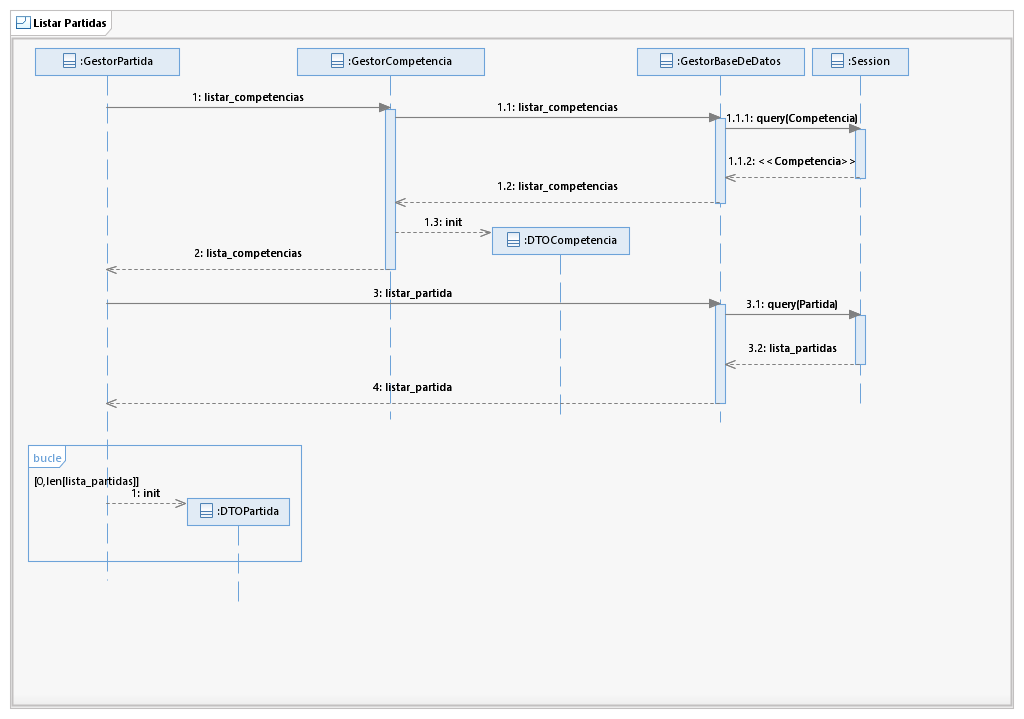 Listar Partidas
:GestorPartida
:GestorCompetencia
:GestorBaseDeDatos
:Session
1: listar_competencias
1.1: listar_competencias
1.1.1: query(Competencia)
1.1.2: <<Competencia>>
1.2: listar_competencias
1.3: init
:DTOCompetencia
2: lista_competencias
3: listar_partida
3.1: query(Partida)
3.2: lista_partidas
4: listar_partida
bucle
[0,len[lista_partidas]]
1: init
:DTOPartida